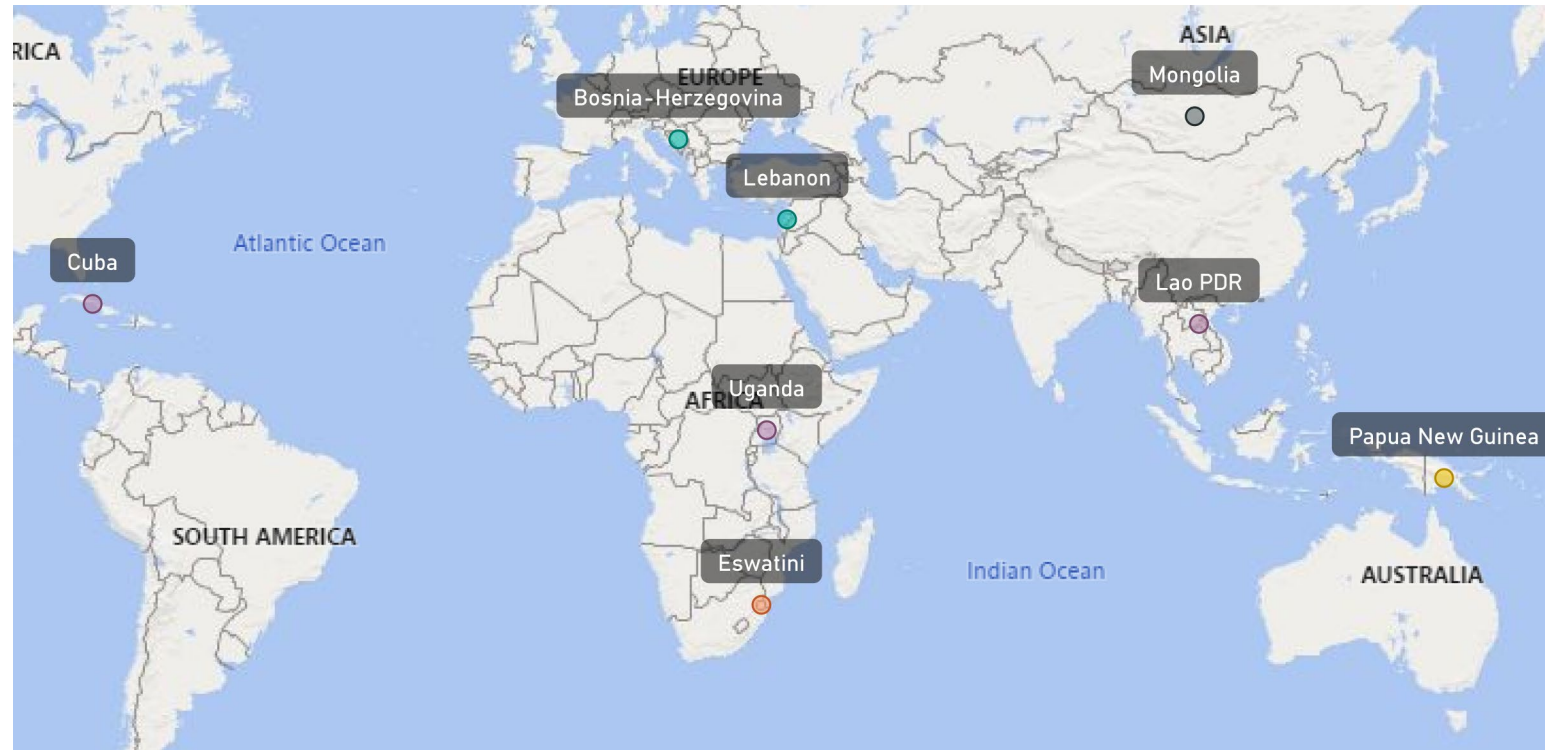 RICA
ASIA
EUROPE
Mongolia
Bosnia-Herzegovina
Lebanon
Atlantic Ocean
Cuba
Lao PDR
Uganda
AFRICA
Papua New Guinea
SOUTH AMERICA
Eswatini
Indian Ocean
AUSTRALIA